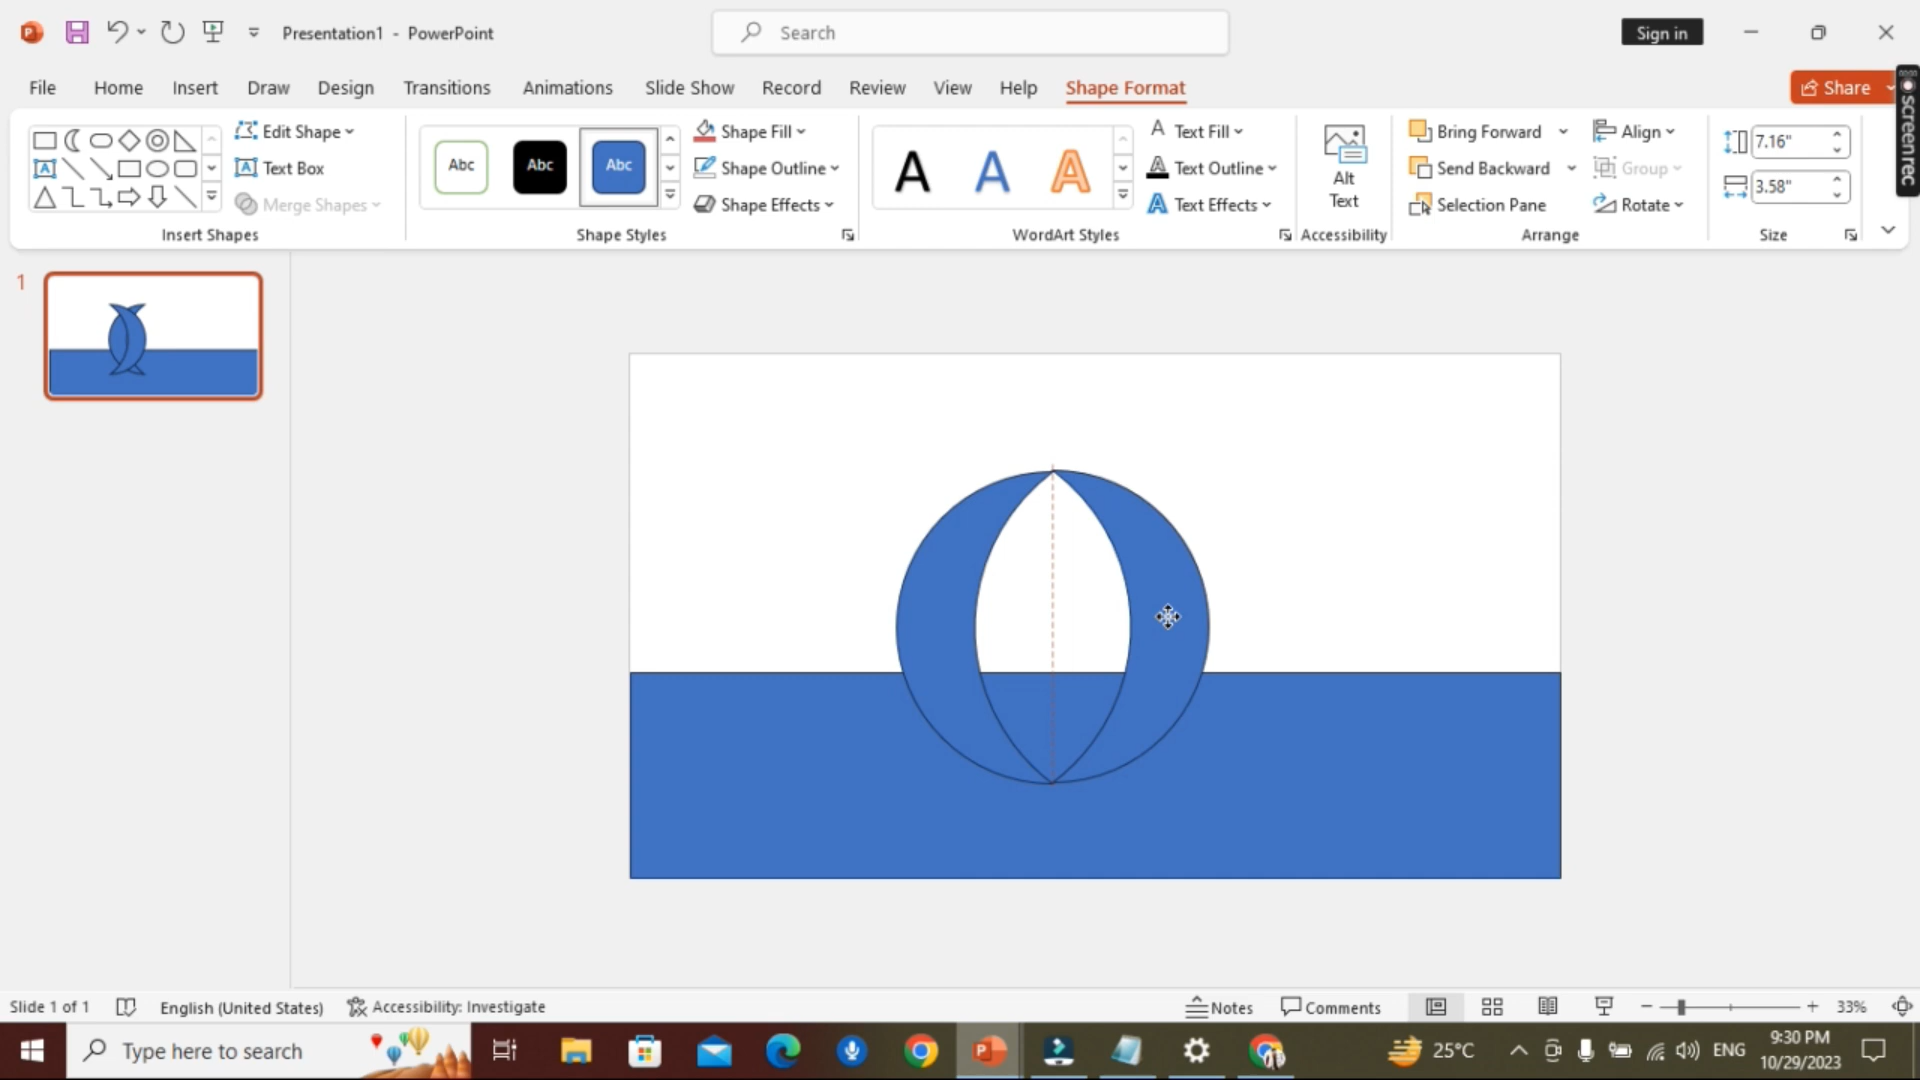 Presentation1 - PowerPoint
Search
Sign in
File Home Insert Draw Design Transitions Animations Slide Show Record Review View Help Shape Format
Share
Edit Shape
Text Box
Merge Shapes
Insert Shapes
Abc Abc Abc
Shape Fill
Shape Outline
Shape Effects
Shape Styles
A A A
Text Fill
Text Outline
Text Effects
WordArt Styles
Alt
Text
Accessibility
Bring Forward
Send Backward
Selection Pane
Align
Group
Rotate
Arrange
7.16"
3.58"
Size
screenrec
1
Slide 1 of 1 English (United States) Accessibility: Investigate
Notes Comments 33%
Type here to search
25°C ENG
9:30 PM
10/29/2023